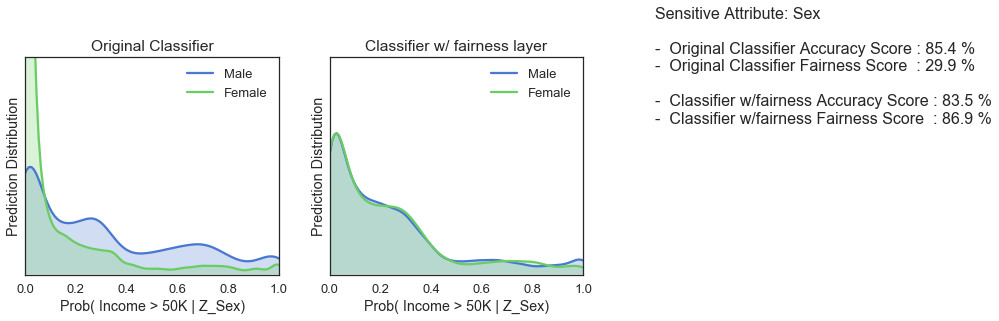 Sensitive Attribute: Sex
- Original Classifier Accuracy Score : 85.4 %
- Original Classifier Fairness Score : 29.9 %
- Classifier w/fairness Accuracy Score : 83.5 %
- Classifier w/fairness Fairness Score : 86.9 %
Original Classifier
Male
Female
Prediction Distribution
0.0 0.2 0.4 0.6 0.8 1.0
Prob( Income > 50K | Z_Sex)
Classifier w/ fairness layer
Male
Female
Prediction Distribution
0.0 0.2 0.4 0.6 0.8 1.0
Prob( Income > 50K | Z_Sex)